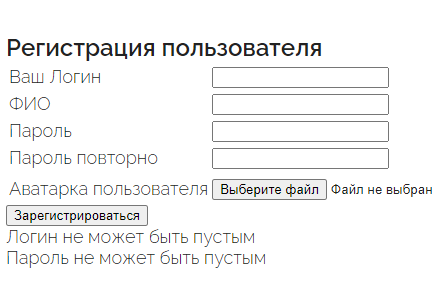 Регистрация пользователя
Ваш Логин
ФИО
Пароль
Пароль повторно
Аватарка пользователя Выберите файл Файл не выбран
Зарегистрироваться
Логин не может быть пустым
Пароль не может быть пустым